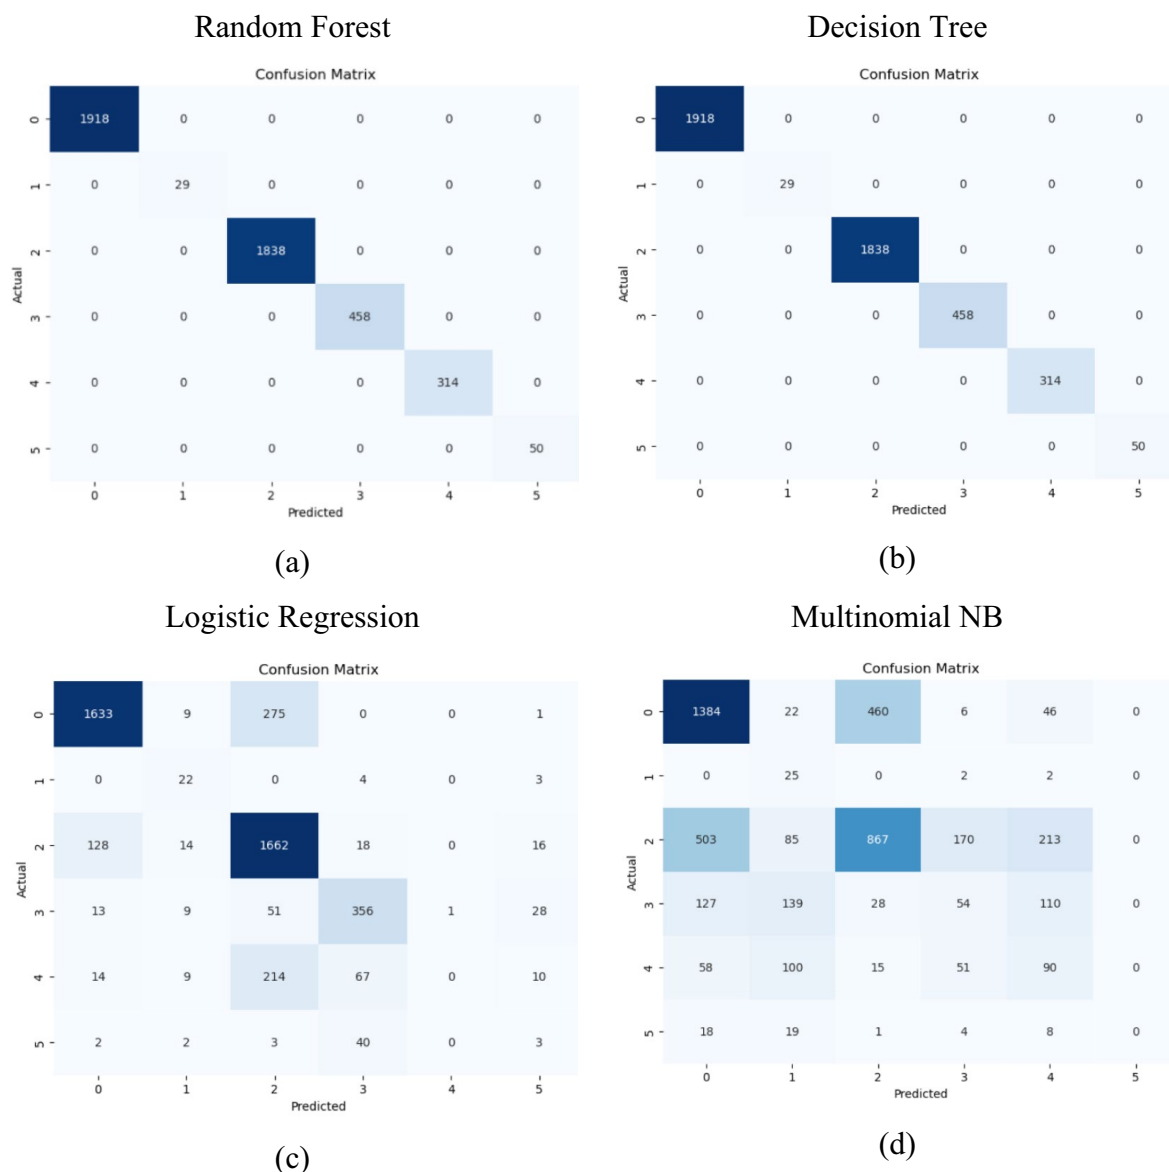 Random Forest
Confusion Matrix
0 1918 0 0 0 0 0
1 0 29 0 0 0 0
2 0 0 1838 0 0 0
3 0 0 0 458 0 0
4 0 0 0 0 314 0
5 0 0 0 0 0 50
Actual
0 1 2 3 4 5
Predicted
(a)
Decision Tree
Confusion Matrix
0 1918 0 0 0 0 0
1 0 29 0 0 0 0
2 0 0 1838 0 0 0
3 0 0 0 458 0 0
4 0 0 0 0 314 0
5 0 0 0 0 0 50
Actual
0 1 2 3 4 5
Predicted
(b)
Logistic Regression
Confusion Matrix
0 1633 9 275 0 0 1
1 0 22 0 4 0 3
2 128 14 1662 18 0 16
3 13 9 51 356 1 28
4 14 9 214 67 0 10
5 2 2 3 40 0 3
Actual
0 1 2 3 4 5
Predicted
(c)
Multinomial NB
Confusion Matrix
0 1384 22 460 6 46 0
1 0 25 0 2 2 0
2 503 85 867 170 213 0
3 127 139 28 54 110 0
4 58 100 15 51 90 0
5 18 19 1 4 8 0
Actual
0 1 2 3 4 5
Predicted
(d)